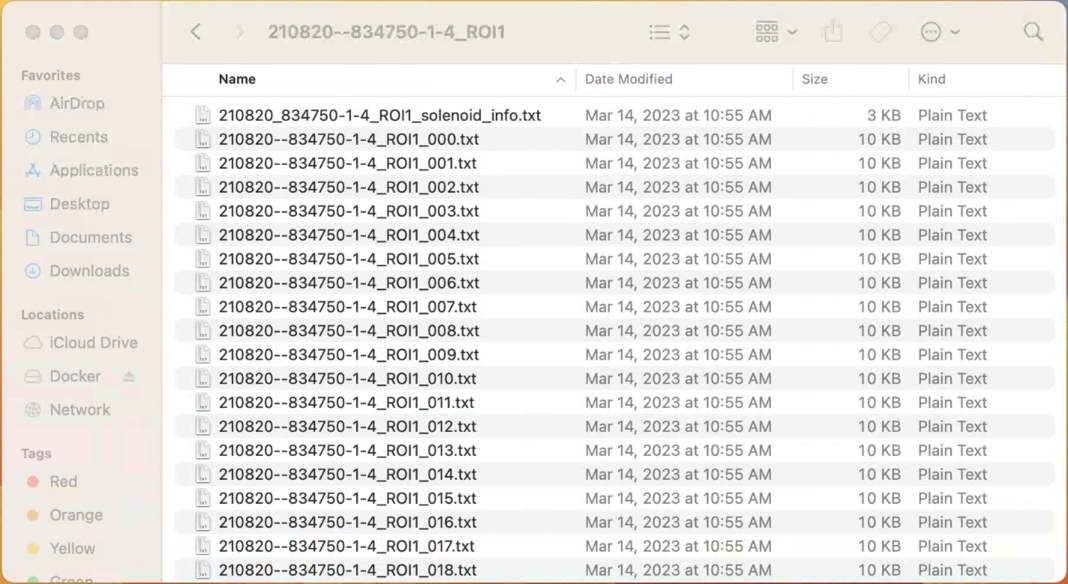 210820--834750-1-4_ROI1
Favorites
AirDrop
Recents
Applications
Desktop
Documents
Downloads
Locations
iCloud Drive
Docker
Network
Tags
Red
Orange
Yellow
Green
Name Date Modified Size Kind
210820_834750-1-4_ROI1_solenoid_info.txt Mar 14, 2023 at 10:55 AM 3 KB Plain Text
210820--834750-1-4_ROI1_000.txt Mar 14, 2023 at 10:55 AM 10 KB Plain Text
210820--834750-1-4_ROI1_001.txt Mar 14, 2023 at 10:55 AM 10 KB Plain Text
210820--834750-1-4_ROI1_002.txt Mar 14, 2023 at 10:55 AM 10 KB Plain Text
210820--834750-1-4_ROI1_003.txt Mar 14, 2023 at 10:55 AM 10 KB Plain Text
210820--834750-1-4_ROI1_004.txt Mar 14, 2023 at 10:55 AM 10 KB Plain Text
210820--834750-1-4_ROI1_005.txt Mar 14, 2023 at 10:55 AM 10 KB Plain Text
210820--834750-1-4_ROI1_006.txt Mar 14, 2023 at 10:55 AM 10 KB Plain Text
210820--834750-1-4_ROI1_007.txt Mar 14, 2023 at 10:55 AM 10 KB Plain Text
210820--834750-1-4_ROI1_008.txt Mar 14, 2023 at 10:55 AM 10 KB Plain Text
210820--834750-1-4_ROI1_009.txt Mar 14, 2023 at 10:55 AM 10 KB Plain Text
210820--834750-1-4_ROI1_010.txt Mar 14, 2023 at 10:55 AM 10 KB Plain Text
210820--834750-1-4_ROI1_011.txt Mar 14, 2023 at 10:55 AM 10 KB Plain Text
210820--834750-1-4_ROI1_012.txt Mar 14, 2023 at 10:55 AM 10 KB Plain Text
210820--834750-1-4_ROI1_013.txt Mar 14, 2023 at 10:55 AM 10 KB Plain Text
210820--834750-1-4_ROI1_014.txt Mar 14, 2023 at 10:55 AM 10 KB Plain Text
210820--834750-1-4_ROI1_015.txt Mar 14, 2023 at 10:55 AM 10 KB Plain Text
210820--834750-1-4_ROI1_016.txt Mar 14, 2023 at 10:55 AM 10 KB Plain Text
210820--834750-1-4_ROI1_017.txt Mar 14, 2023 at 10:55 AM 10 KB Plain Text
210820--834750-1-4_ROI1_018.txt Mar 14, 2023 at 10:55 AM 10 KB Plain Text